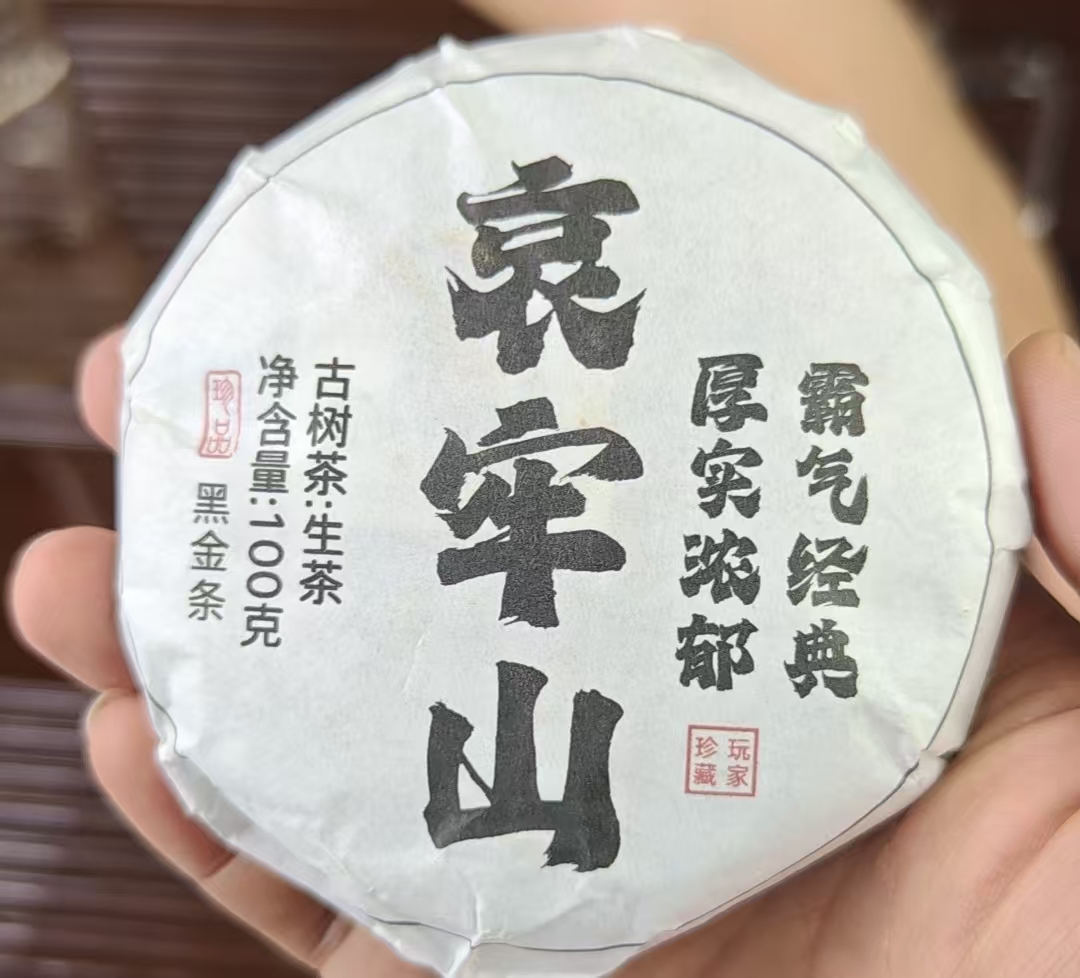 霸气经典
厚实浓郁
玩家
珍藏
哀牢山
古树茶:生茶
净含量:100克
珍品
黑金条